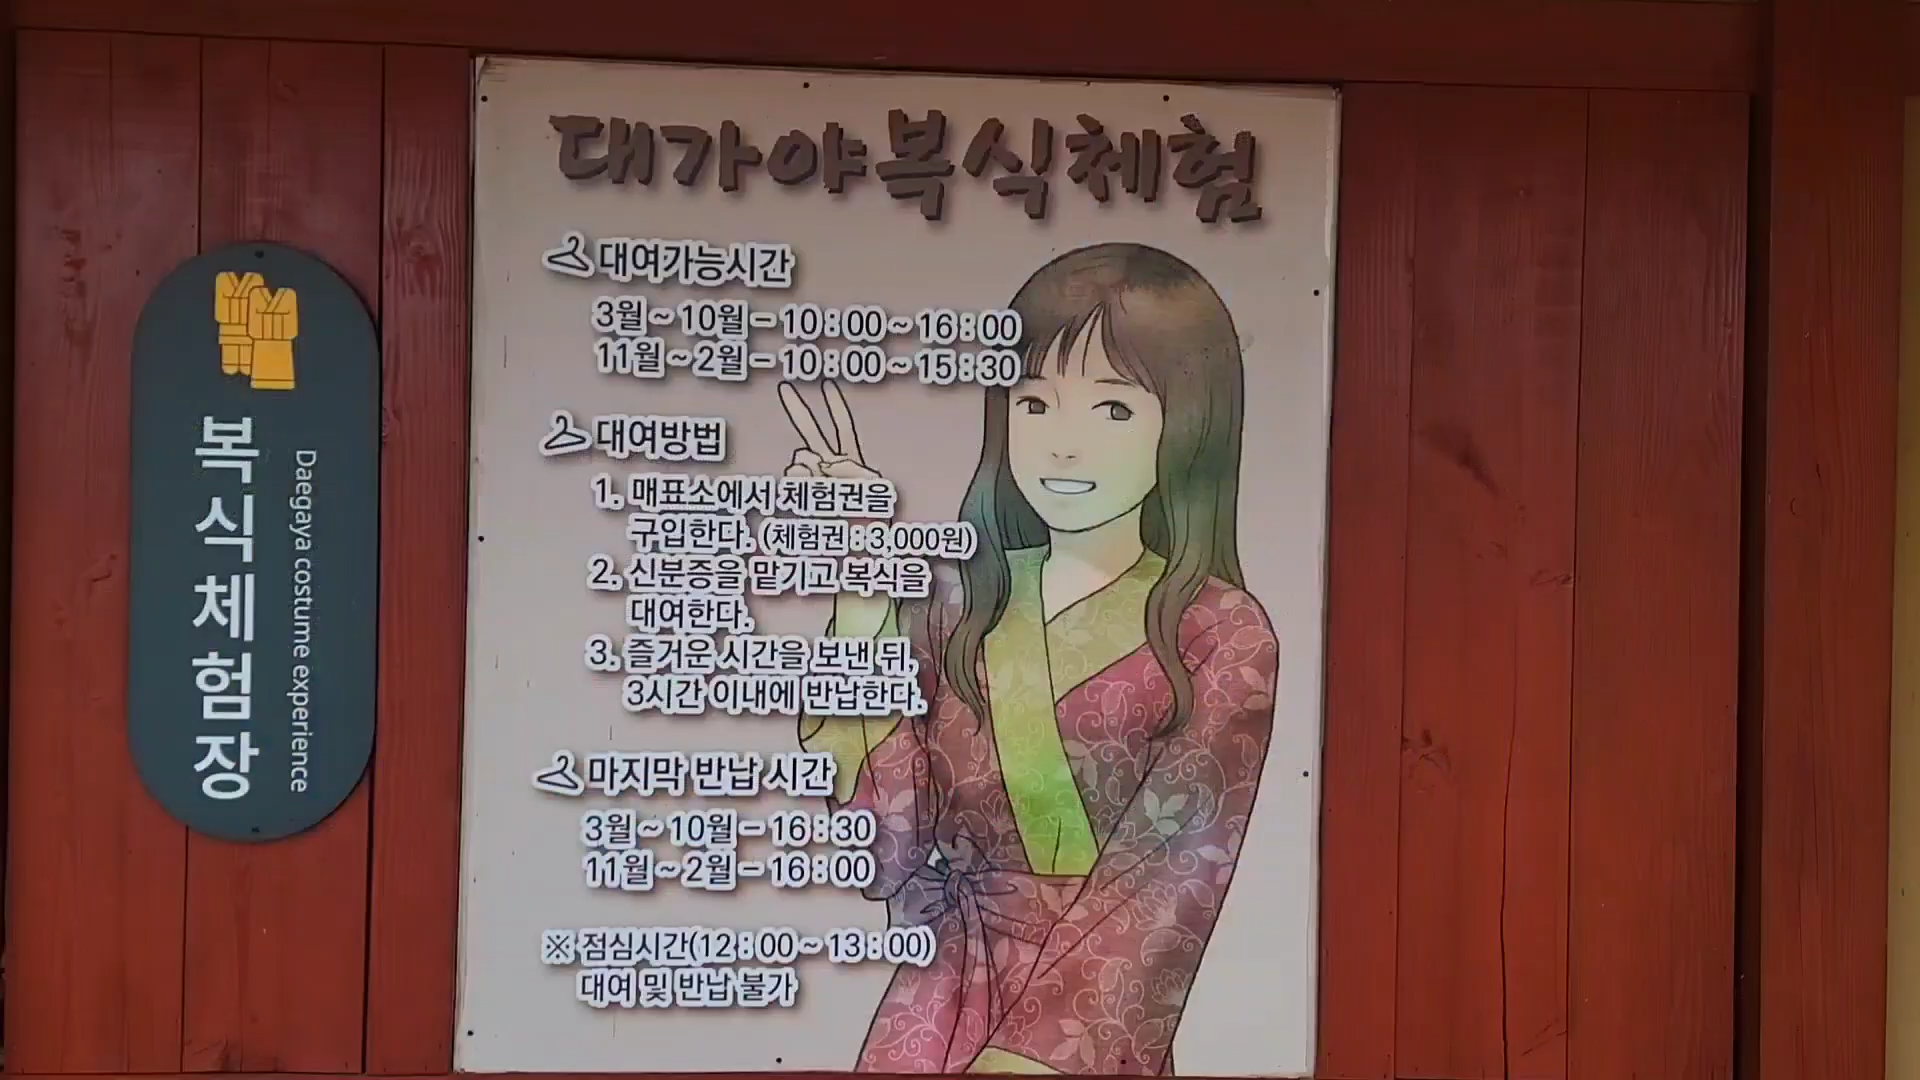 복식체험장
Daegaya costume experience
대가야복식체험
대여가능시간
3월~10월-10:00~16:00
11월~2월-10:00~15:30
대여방법
1. 매표소에서 체험권을
구입한다. (체험권:3,000원)
2. 신분증을 맡기고 복식을
대여한다.
3. 즐거운 시간을 보낸 뒤,
3시간 이내에 반납한다.
마지막 반납 시간
3월~10월-16:30
11월~2월-16:00
※ 점심시간(12:00~13:00)
대여 및 반납 불가